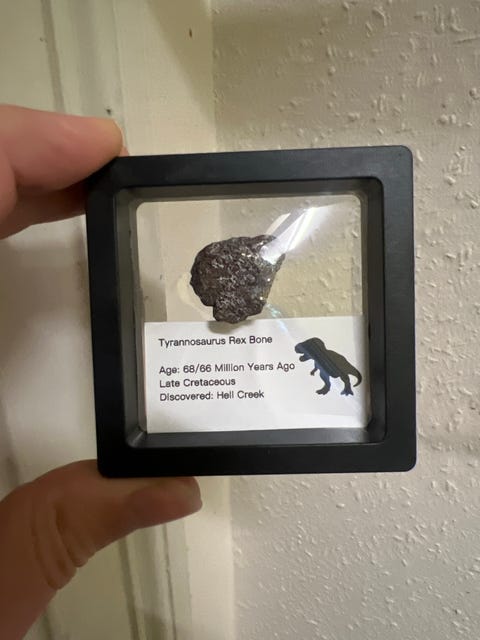 Tyrannosaurus Rex Bone
Age: 68/66 Million Years Ago
Late Cretaceous
Discovered: Hell Creek